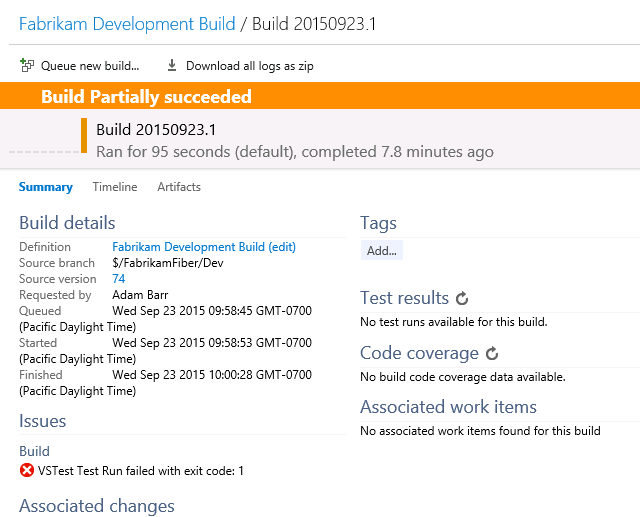 Fabrikam Development Build / Build 20150923.1
Queue new build... Download all logs as zip
Build Partially succeeded
Build 20150923.1
Ran for 95 seconds (default), completed 7.8 minutes ago
Summary Timeline Artifacts
Build details
Definition Fabrikam Development Build (edit)
Source branch $/FabrikamFiber/Dev
Source version 74
Requested by Adam Barr
Queued Wed Sep 23 2015 09:58:45 GMT-0700
(Pacific Daylight Time)
Started Wed Sep 23 2015 09:58:53 GMT-0700
(Pacific Daylight Time)
Finished Wed Sep 23 2015 10:00:28 GMT-0700
(Pacific Daylight Time)
Issues
Build
VSTest Test Run failed with exit code: 1
Associated changes
Tags
Add...
Test results
No test runs available for this build.
Code coverage
No build code coverage data available.
Associated work items
No associated work items found for this build